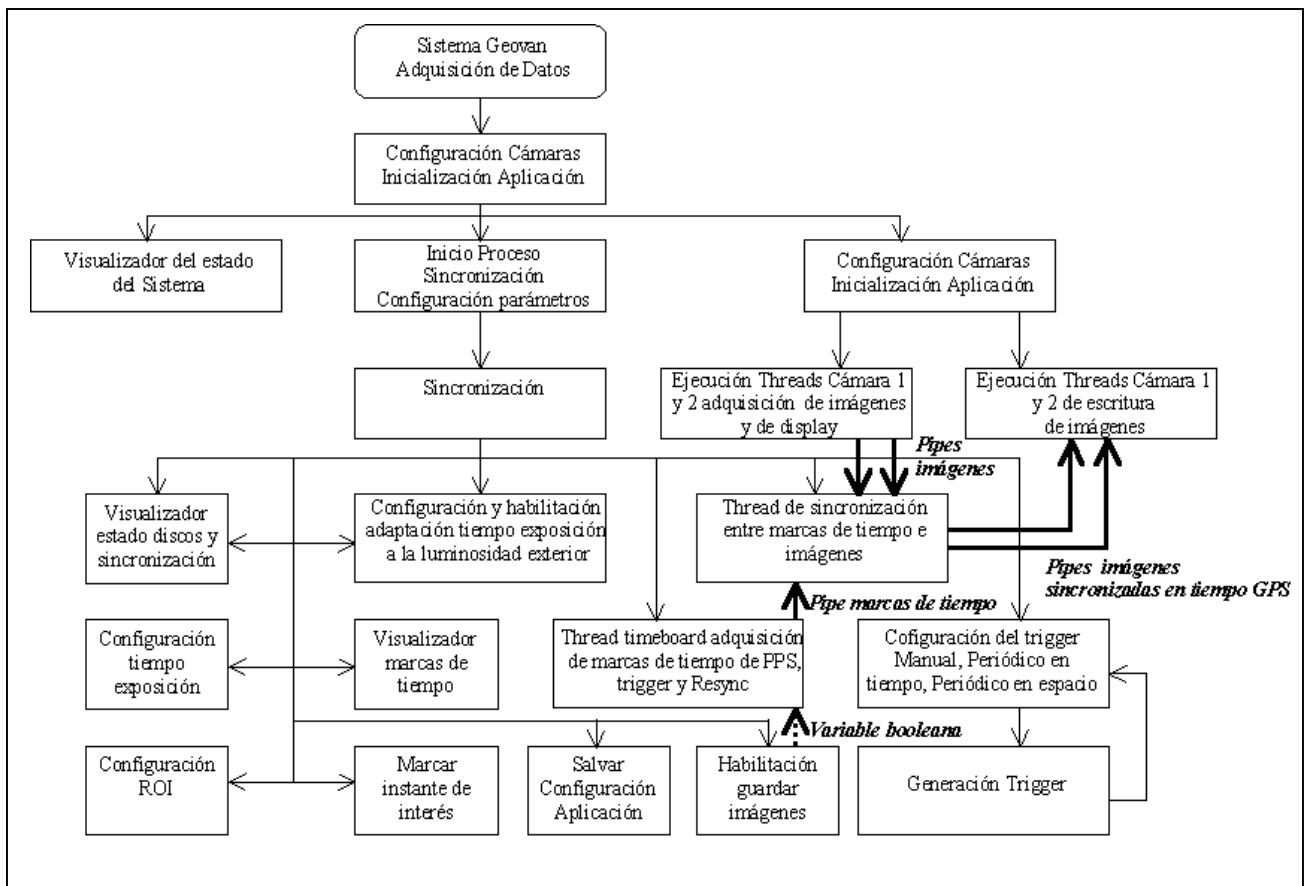 Sistema Geovan
Adquisición de Datos
Configuración Cámaras
Inicialización Aplicación
Visualizador del estado
del Sistema
Inicio Proceso
Sincronización
Configuración parámetros
Configuración Cámaras
Inicialización Aplicación
Sincronización
Ejecución Threads Cámara 1
y 2 adquisición de imágenes
y de display
Ejecución Threads Cámara 1
y 2 de escritura
de imágenes
Pipes
imágenes
Visualizador
estado discos y
sincronización
Configuración y habilitación
adaptación tiempo exposición
a la luminosidad exterior
Thread de sincronización
entre marcas de tiempo e
imágenes
Pipes imágenes
sincronizadas en tiempo GPS
Pipe marcas de tiempo
Configuración
tiempo
exposición
Visualizador
marcas de
tiempo
Thread timeboard adquisición
de marcas de tiempo de PPS,
trigger y Resync
Cofiguración del trigger
Manual, Periódico en
tiempo, Periódico en espacio
Variable booleana
Configuración
ROI
Marcar
instante de
interés
Salvar
Configuración
Aplicación
Habilitación
guardar
imágenes
Generación Trigger